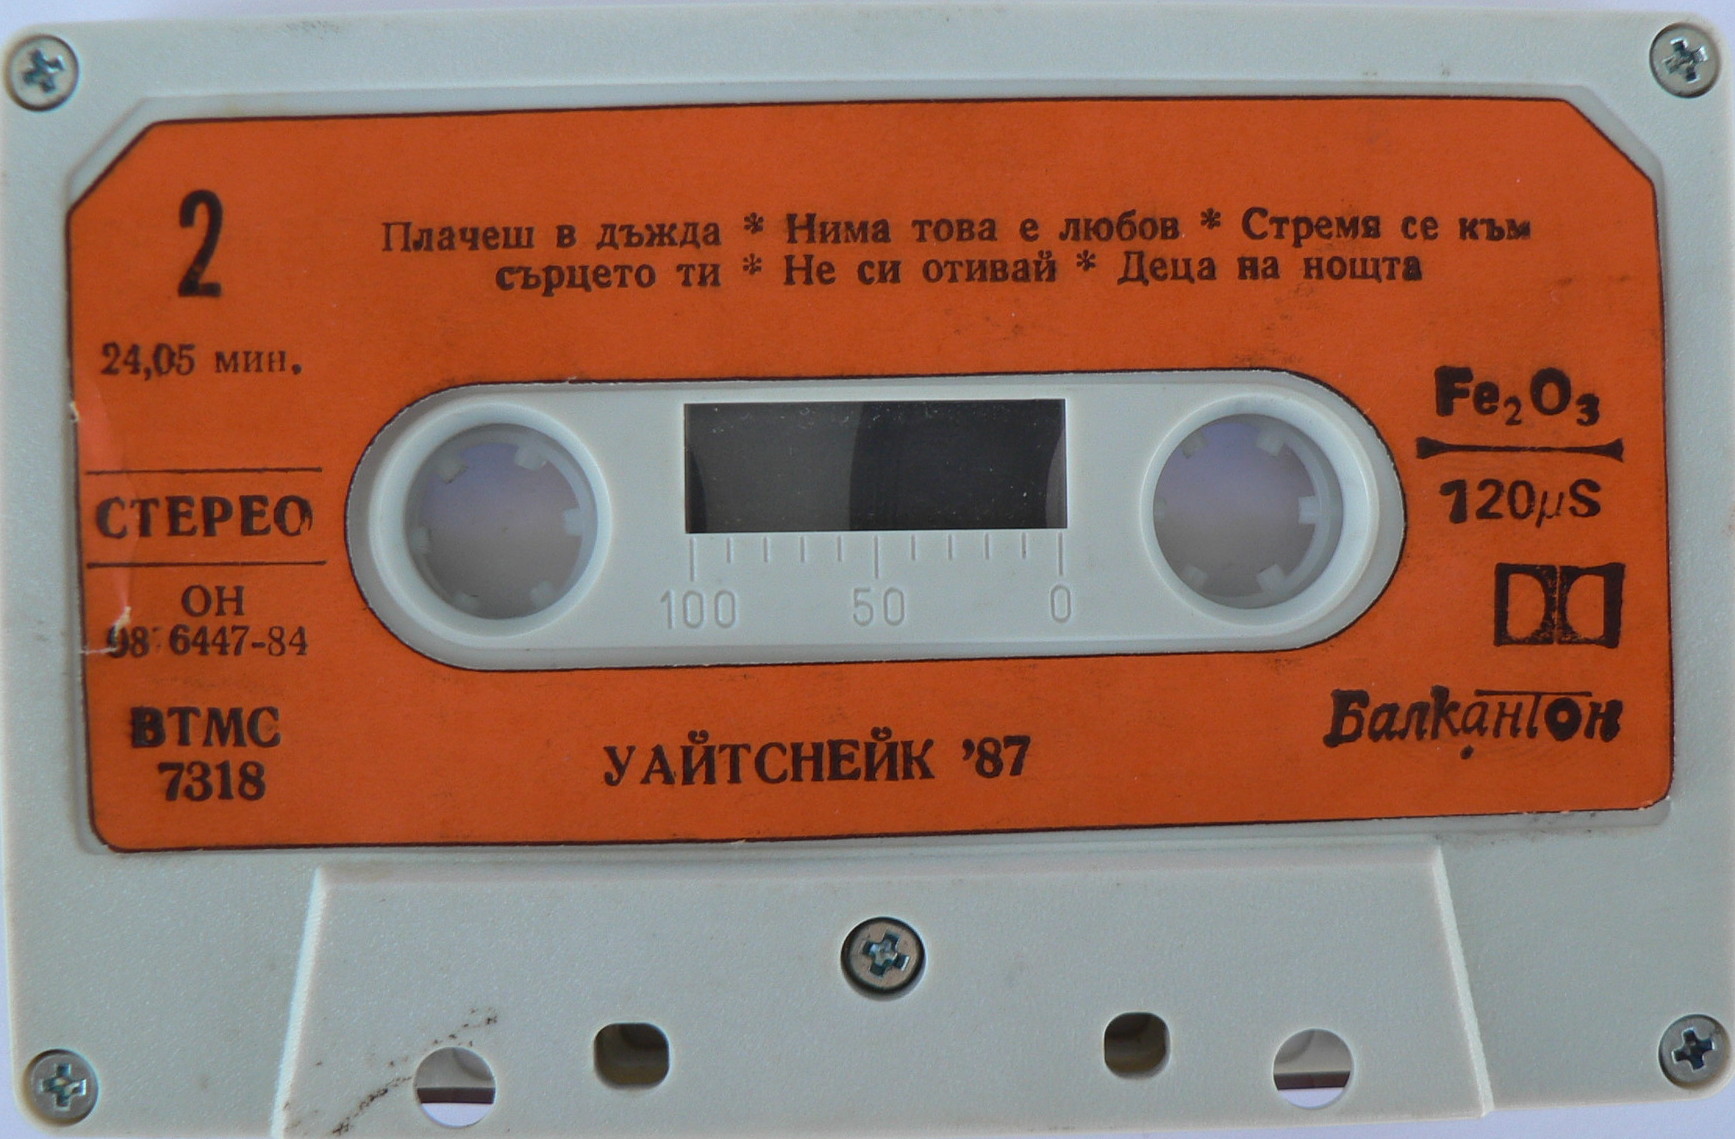 2
Плачеш в дъжда * Нима това е любов * Стремя се към
сърцето ти * Не си отивай * Деца на нощта
24,05 мин.
СТЕРЕО
ОН
6447-84
ВТМС
7318
100 50 0
Fe₂O₃
120μS
Балкантон
УАЙТСНЕЙК '87